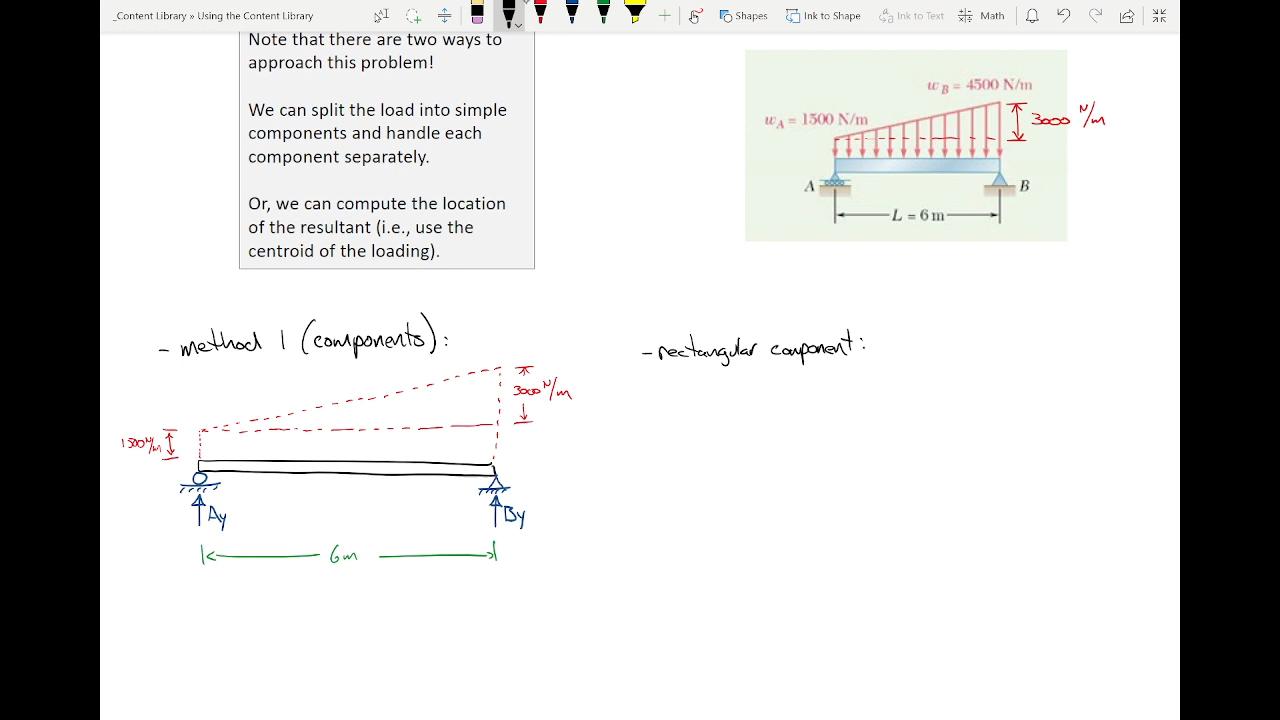 _Content Library » Using the Content Library
Shapes
Ink to Shape
Ink to Text
Math
Note that there are two ways to
approach this problem!
We can split the load into simple
components and handle each
component separately.
Or, we can compute the location
of the resultant (i.e., use the
centroid of the loading).
w_B = 4500 N/m
w_A = 1500 N/m
3000 N/m
A
B
L = 6 m
- method 1 (components):
3000 N/m
1500 N/m
Ay
By
6m
- rectangular component: